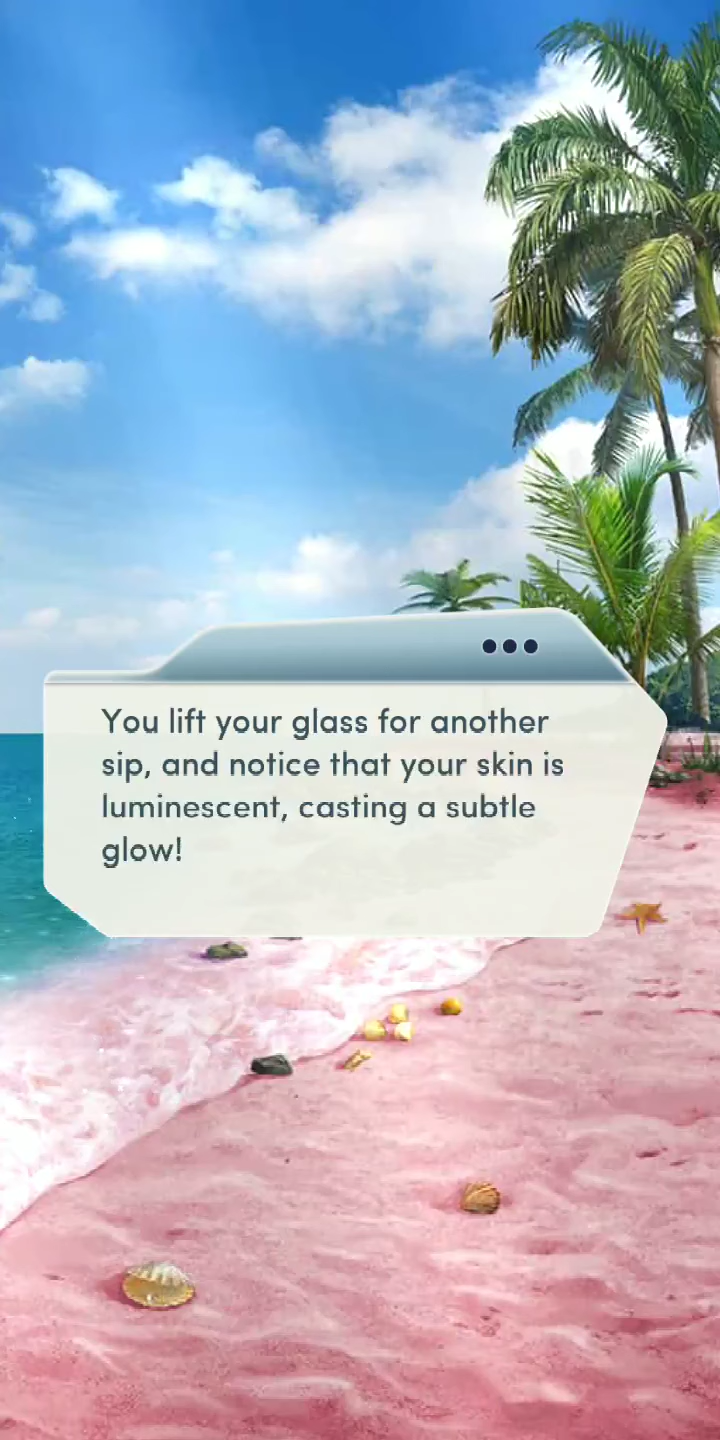 You lift your glass for another
sip, and notice that your skin is
luminescent, casting a subtle
glow!